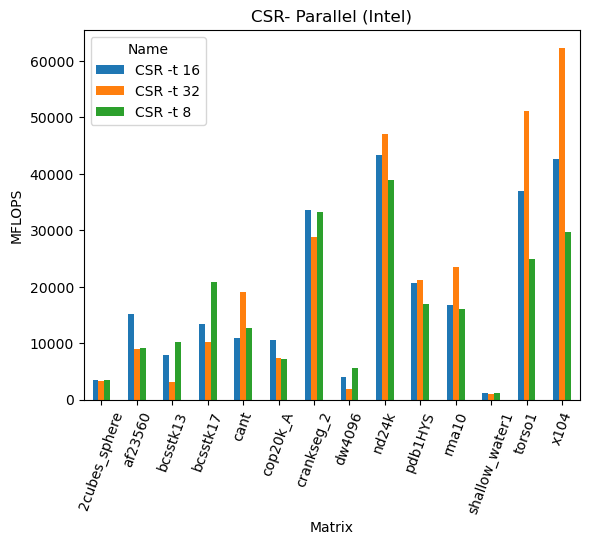 CSR- Parallel (Intel)
Name
CSR -t 16
CSR -t 32
CSR -t 8
MFLOPS
60000
50000
40000
30000
20000
10000
0
2cubes_sphere
af23560
bcsstk13
bcsstk17
cant
cop20k_A
crankseg_2
dw4096
nd24k
pdb1HYS
rma10
shallow_water1
torso1
x104
Matrix